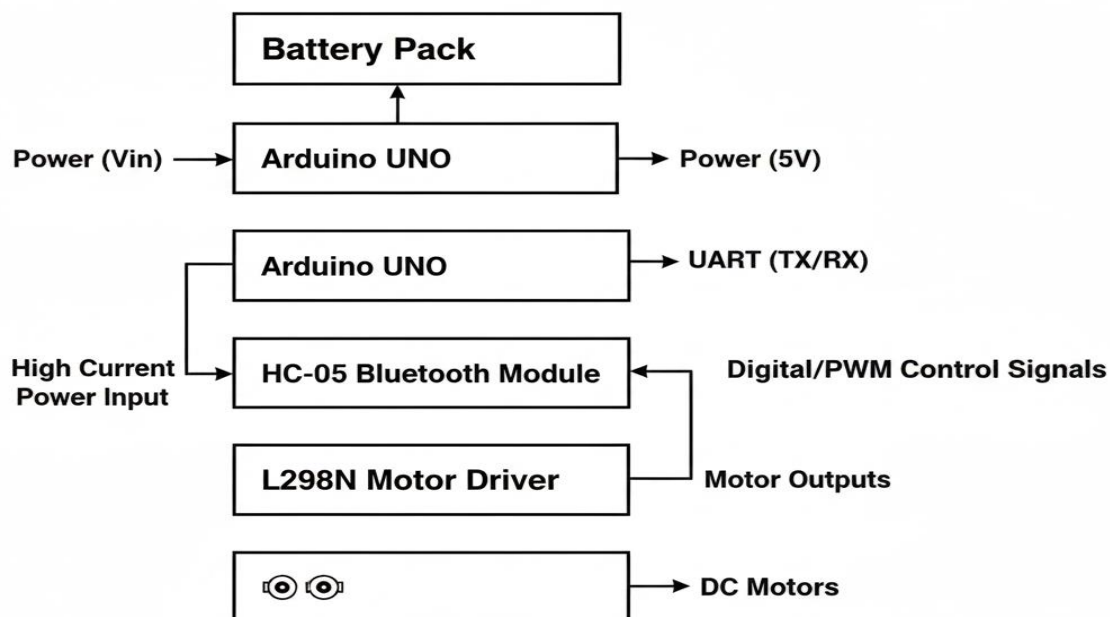 Battery Pack
Power (Vin)
Arduino UNO
Power (5V)
Arduino UNO
UART (TX/RX)
High Current
Power Input
HC-05 Bluetooth Module
Digital/PWM Control Signals
L298N Motor Driver
Motor Outputs
DC Motors